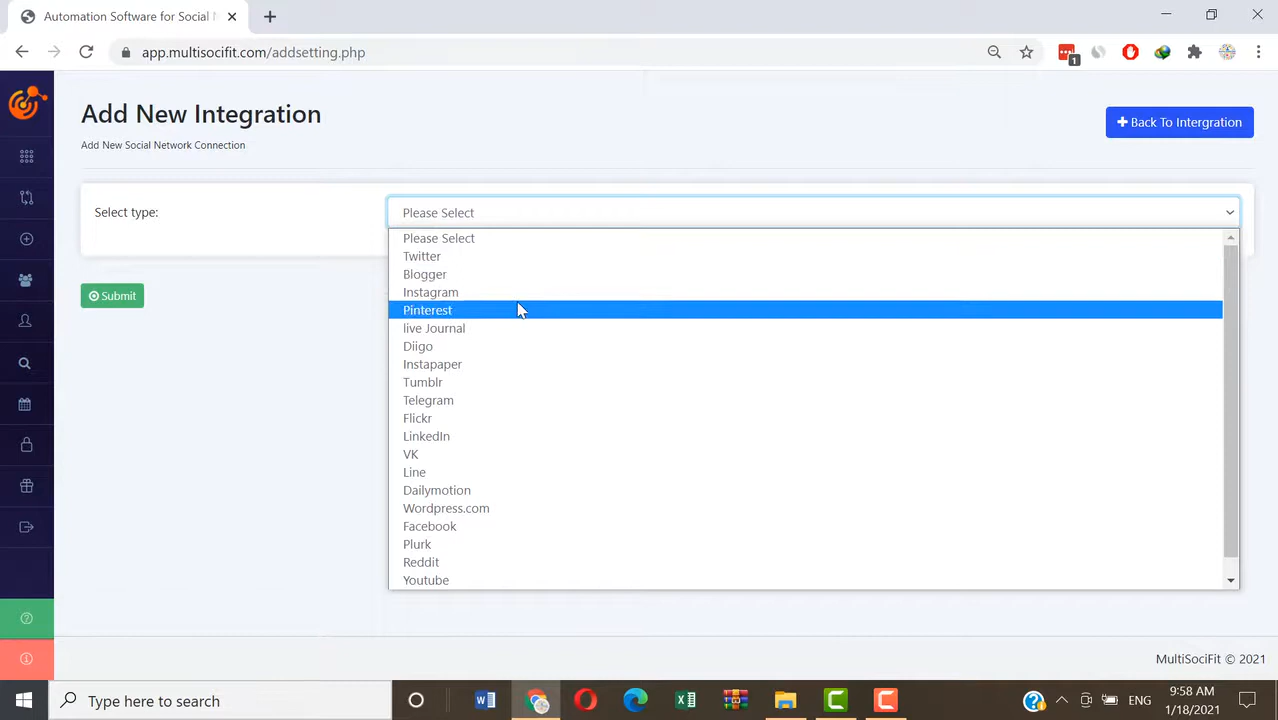 Automation Software for Social N
app.multisocifit.com/addsetting.php
1
Add New Integration
Add New Social Network Connection
Back To Intergration
Select type:
Please Select
Please Select
Twitter
Blogger
Instagram
Pinterest
live Journal
Diigo
Instapaper
Tumblr
Telegram
Flickr
LinkedIn
VK
Line
Dailymotion
Wordpress.com
Facebook
Plurk
Reddit
Youtube
Submit
MultiSociFit © 2021
Type here to search
ENG
9:58 AM
1/18/2021